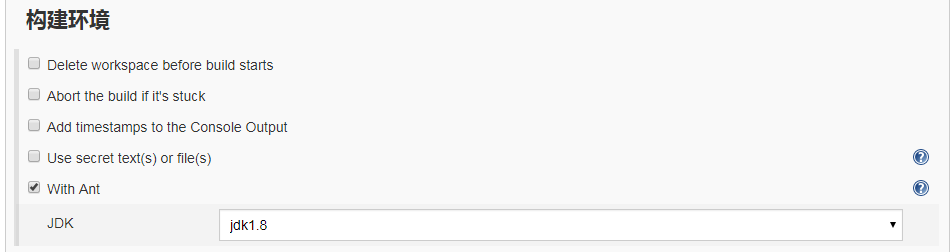 构建环境
Delete workspace before build starts
Abort the build if it's stuck
Add timestamps to the Console Output
Use secret text(s) or file(s)
With Ant
JDK jdk1.8